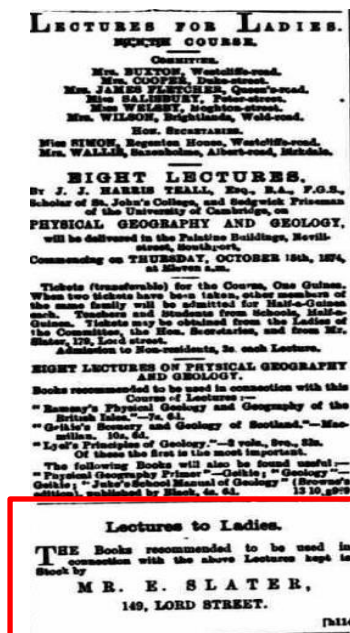 LECTURES FOR LADIES.
COURSE.
COMMITTEE.
Mrs. BUXTON, Westcliffe-road.
Mrs. COOPER, Duke-street.
Mrs. JAMES FLETCHER, Queen's-road.
Miss SALISBURY, Peter-street.
Miss WELSBY, Boghton-street.
Mrs. WILSON, Brightlands, Weld-road.
HON. SECRETARIES.
Miss SIMON, House, Westcliffe-road.
Mrs. WALLIS, Saxenholme, Albert-road, Birkdale.
EIGHT LECTURES,
BY J. J. HARRIS TEALL, Esq., B.A., F.G.S.,
Scholar of St. John's College, and Sedgwick Prizeman
of the University of Cambridge, on
PHYSICAL GEOGRAPHY AND GEOLOGY,
will be delivered in the Palatine Buildings, Nevill-
street, Southport,
Commencing on THURSDAY, OCTOBER 15th, 1874,
at Eleven a.m.
Tickets (transferable) for the Course, One Guinea.
When two tickets have been taken, other members of
the same family will be admitted for Half-a-Guinea
each. Teachers and Students from Schools, Half-a-
Guinea. Tickets may be obtained from the Ladies of
the Committee, the Hon. Secretaries, and from Mr.
Slater, Lord street.
Admission to Non-residents, 3s. each Lecture.
EIGHT LECTURES ON PHYSICAL GEOGRAPHY
AND GEOLOGY.
Books recommended to be used in connection with this
Course of Lectures :—
"Ramsay's Physical Geology and Geography of the
British Isles."—7s. 6d.
"Geikie's Scenery and Geology of Scotland,"—Mac-
millan. 10s. 6d.
"Lyel's Principles of Geology."—2 vols., 8vo., 32s.
Of these the first is the most important.
The following Books will also be found useful:—
"Physical Geography Primer"—Geikie; "Geology"—
Geikie; "Juke's School Manual of Geology" (Browne's
edition), published by Black, 4s. 6d.
Lectures to Ladies.
THE Books recommended to be used in
connection with the above Lectures kept in
Stock by
MR. E. SLATER,
149, LORD STREET.